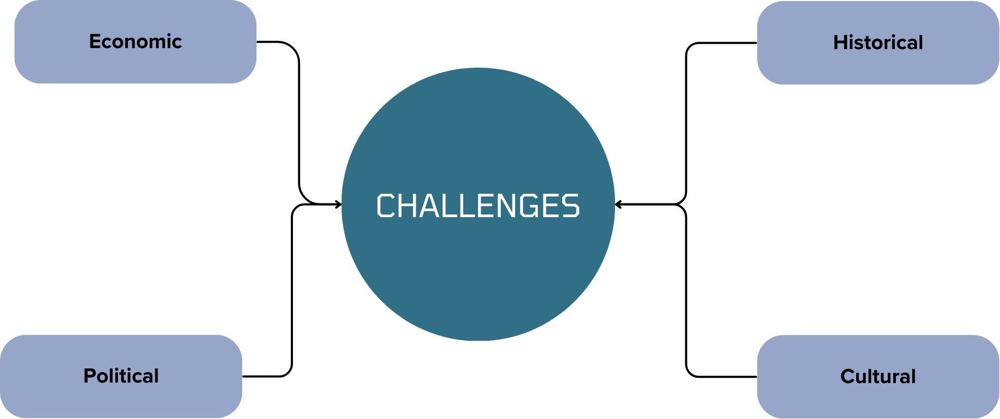 Economic
Historical
CHALLENGES
Political
Cultural